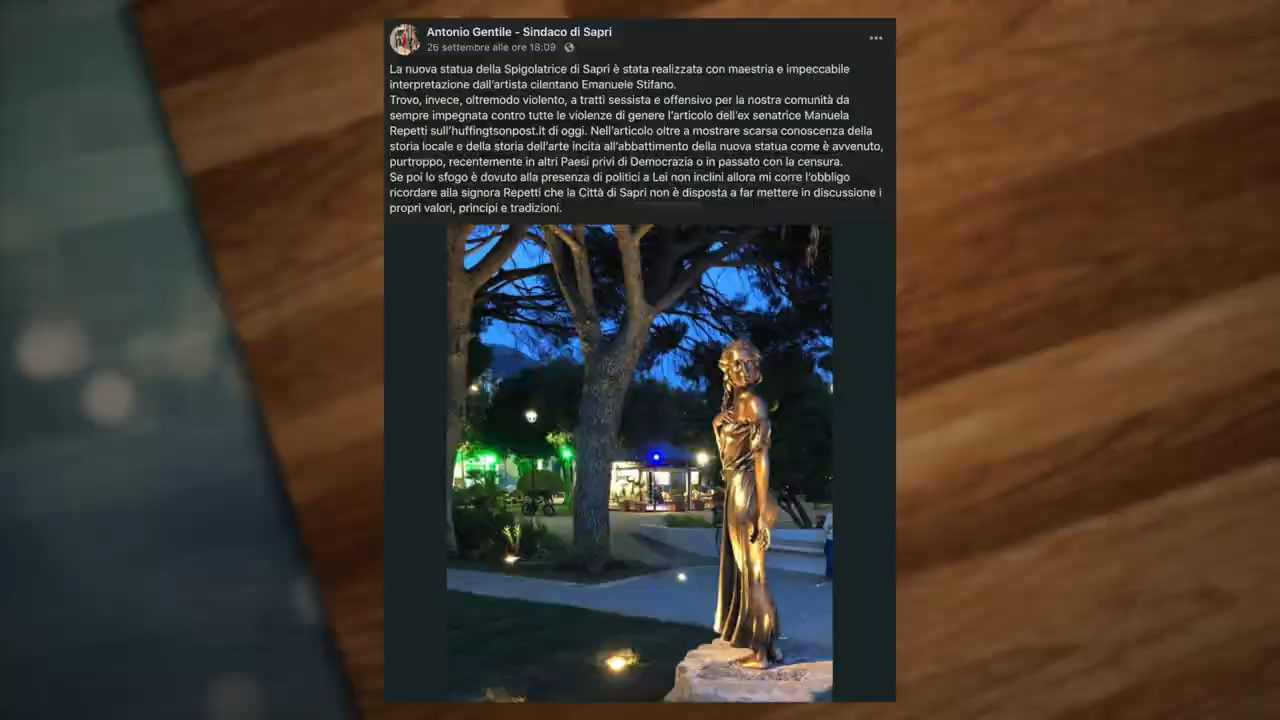 Antonio Gentile - Sindaco di Sapri
26 settembre alle ore 18:09
La nuova statua della Spigolatrice di Sapri è stata realizzata con maestria e impeccabile
interpretazione dall'artista cilentano Emanuele Stifano.
Trovo, invece, oltremodo violento, a tratti sessista e offensivo per la nostra comunità da
sempre impegnata contro tutte le violenze di genere l'articolo dell'ex senatrice Manuela
Repetti sull'huffingtsonpost.it di oggi. Nell'articolo oltre a mostrare scarsa conoscenza della
storia locale e della storia dell'arte incita all'abbattimento della nuova statua come è avvenuto,
purtroppo, recentemente in altri Paesi privi di Democrazia o in passato con la censura.
Se poi lo sfogo è dovuto alla presenza di politici a Lei non inclini allora mi corre l'obbligo
ricordare alla signora Repetti che la Città di Sapri non è disposta a far mettere in discussione i
propri valori, principi e tradizioni.